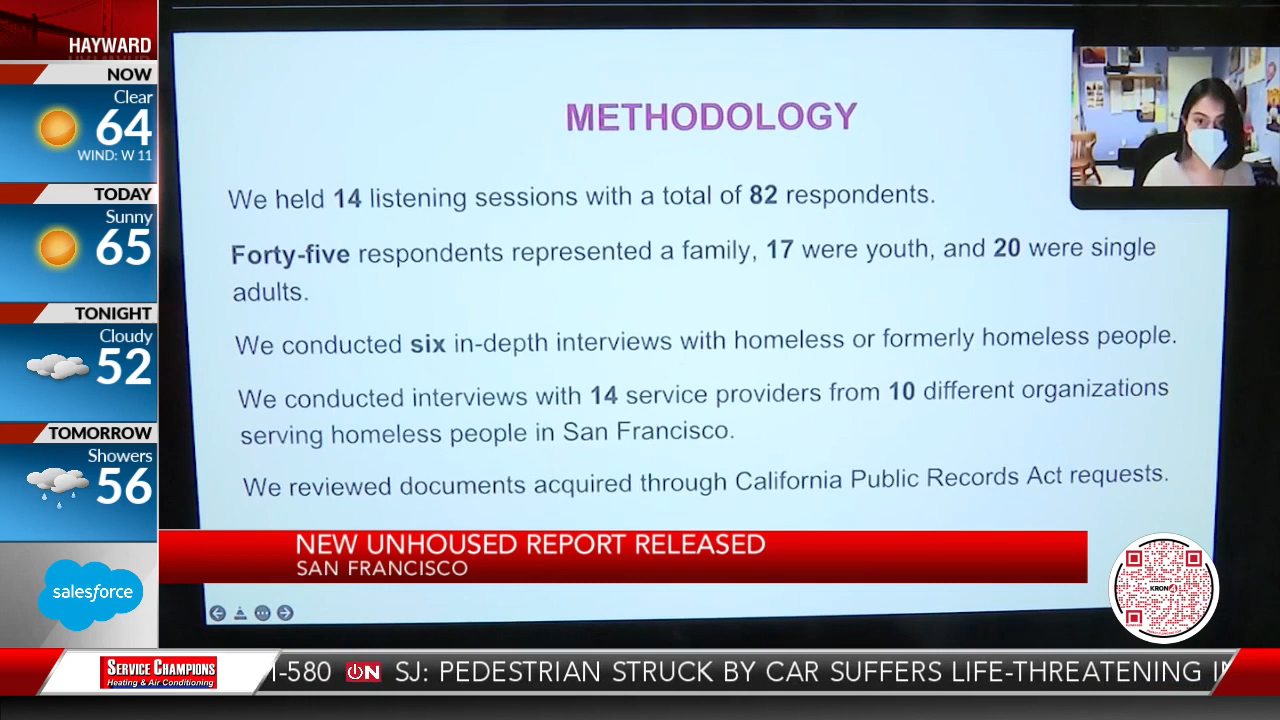 HAYWARD
NOW
Clear
64
WIND: W 11
TODAY
Sunny
65
TONIGHT
Cloudy
52
TOMORROW
Showers
56
salesforce
METHODOLOGY
We held 14 listening sessions with a total of 82 respondents.
Forty-five respondents represented a family, 17 were youth, and 20 were single
adults.
We conducted six in-depth interviews with homeless or formerly homeless people.
We conducted interviews with 14 service providers from 10 different organizations
serving homeless people in San Francisco.
We reviewed documents acquired through California Public Records Act requests.
NEW UNHOUSED REPORT RELEASED
SAN FRANCISCO
KRON4
SERVICE CHAMPIONS
Heating & Air Conditioning
I-580 ON SJ: PEDESTRIAN STRUCK BY CAR SUFFERS LIFE-THREATENING